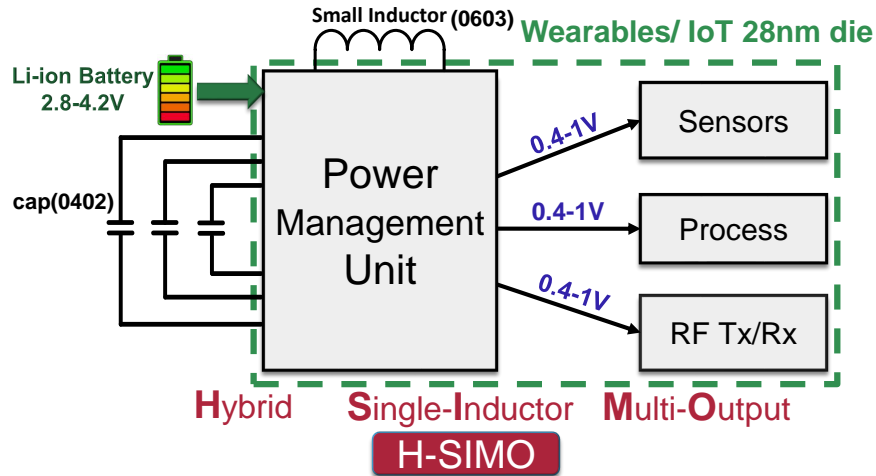 Small Inductor (0603)
Wearables/ IoT 28nm die
Li-ion Battery
2.8-4.2V
cap(0402)
Power
Management
Unit
0.4-1V
0.4-1V
0.4-1V
Sensors
Process
RF Tx/Rx
Hybrid Single-Inductor Multi-Output
H-SIMO